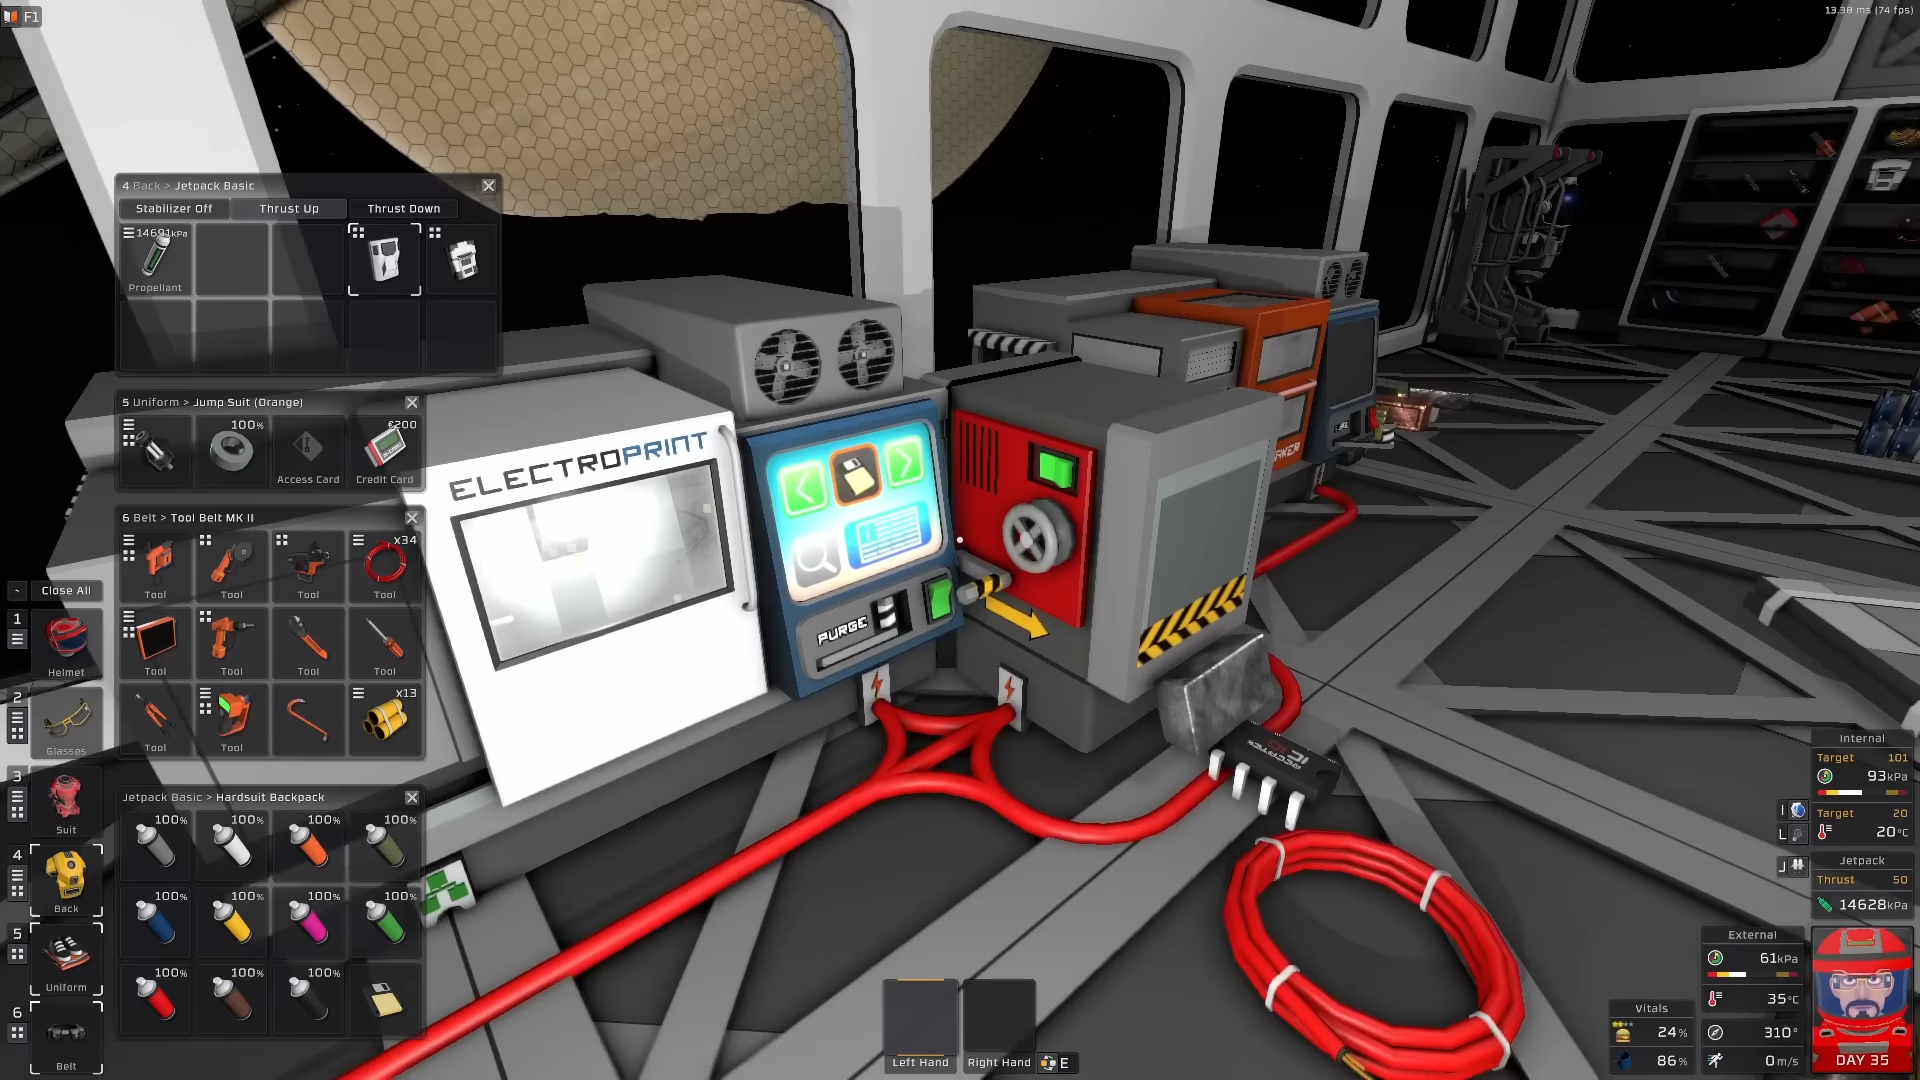 F1
13.38 ms (74 fps)
4 Back > Jetpack Basic
Stabilizer Off
Thrust Up
Thrust Down
14691kPa
Propellant
5 Uniform > Jump Suit (Orange)
100%
€200
Access Card
Credit Card
6 Belt > Tool Belt MK II
x34
Tool
Tool
Tool
Tool
Tool
Tool
Tool
Tool
x13
Tool
Tool
Jetpack Basic > Hardsuit Backpack
100%
100%
100%
100%
100%
100%
100%
100%
100%
100%
100%
~
Close All
1
Helmet
2
Glasses
3
Suit
4
Back
5
Uniform
6
Belt
ELECTROPRINT
PURGE
IC10
Left Hand
Right Hand
E
Internal
Target 101
93kPa
Target 20
20°C
I
L
J
Jetpack
Thrust 50
14628kPa
External
61kPa
35°C
310°
0m/s
Vitals
24%
86%
DAY 35